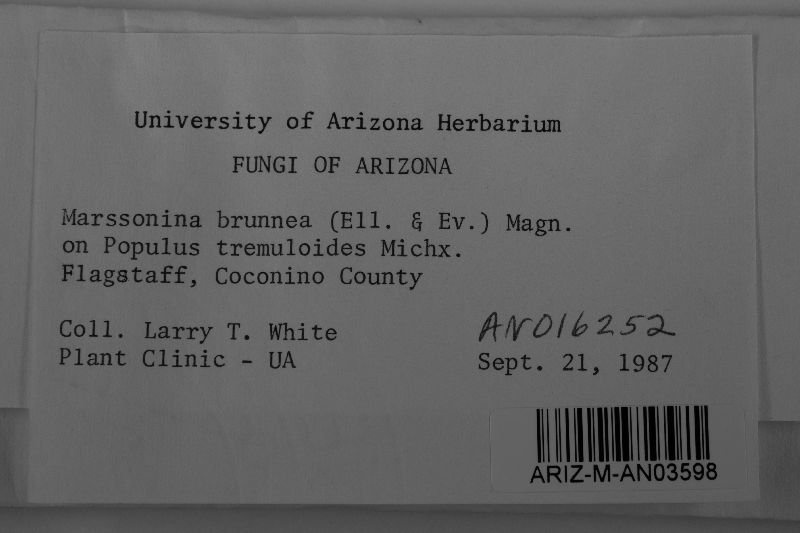 University of Arizona Herbarium
FUNGI OF ARIZONA
Marssonina brunnea (Ell. & Ev.) Magn.
on Populus tremuloides Michx.
Flagstaff, Coconino County
Coll. Larry T. White
AN016252
Plant Clinic - UA
Sept. 21, 1987
ARIZ-M-AN03598